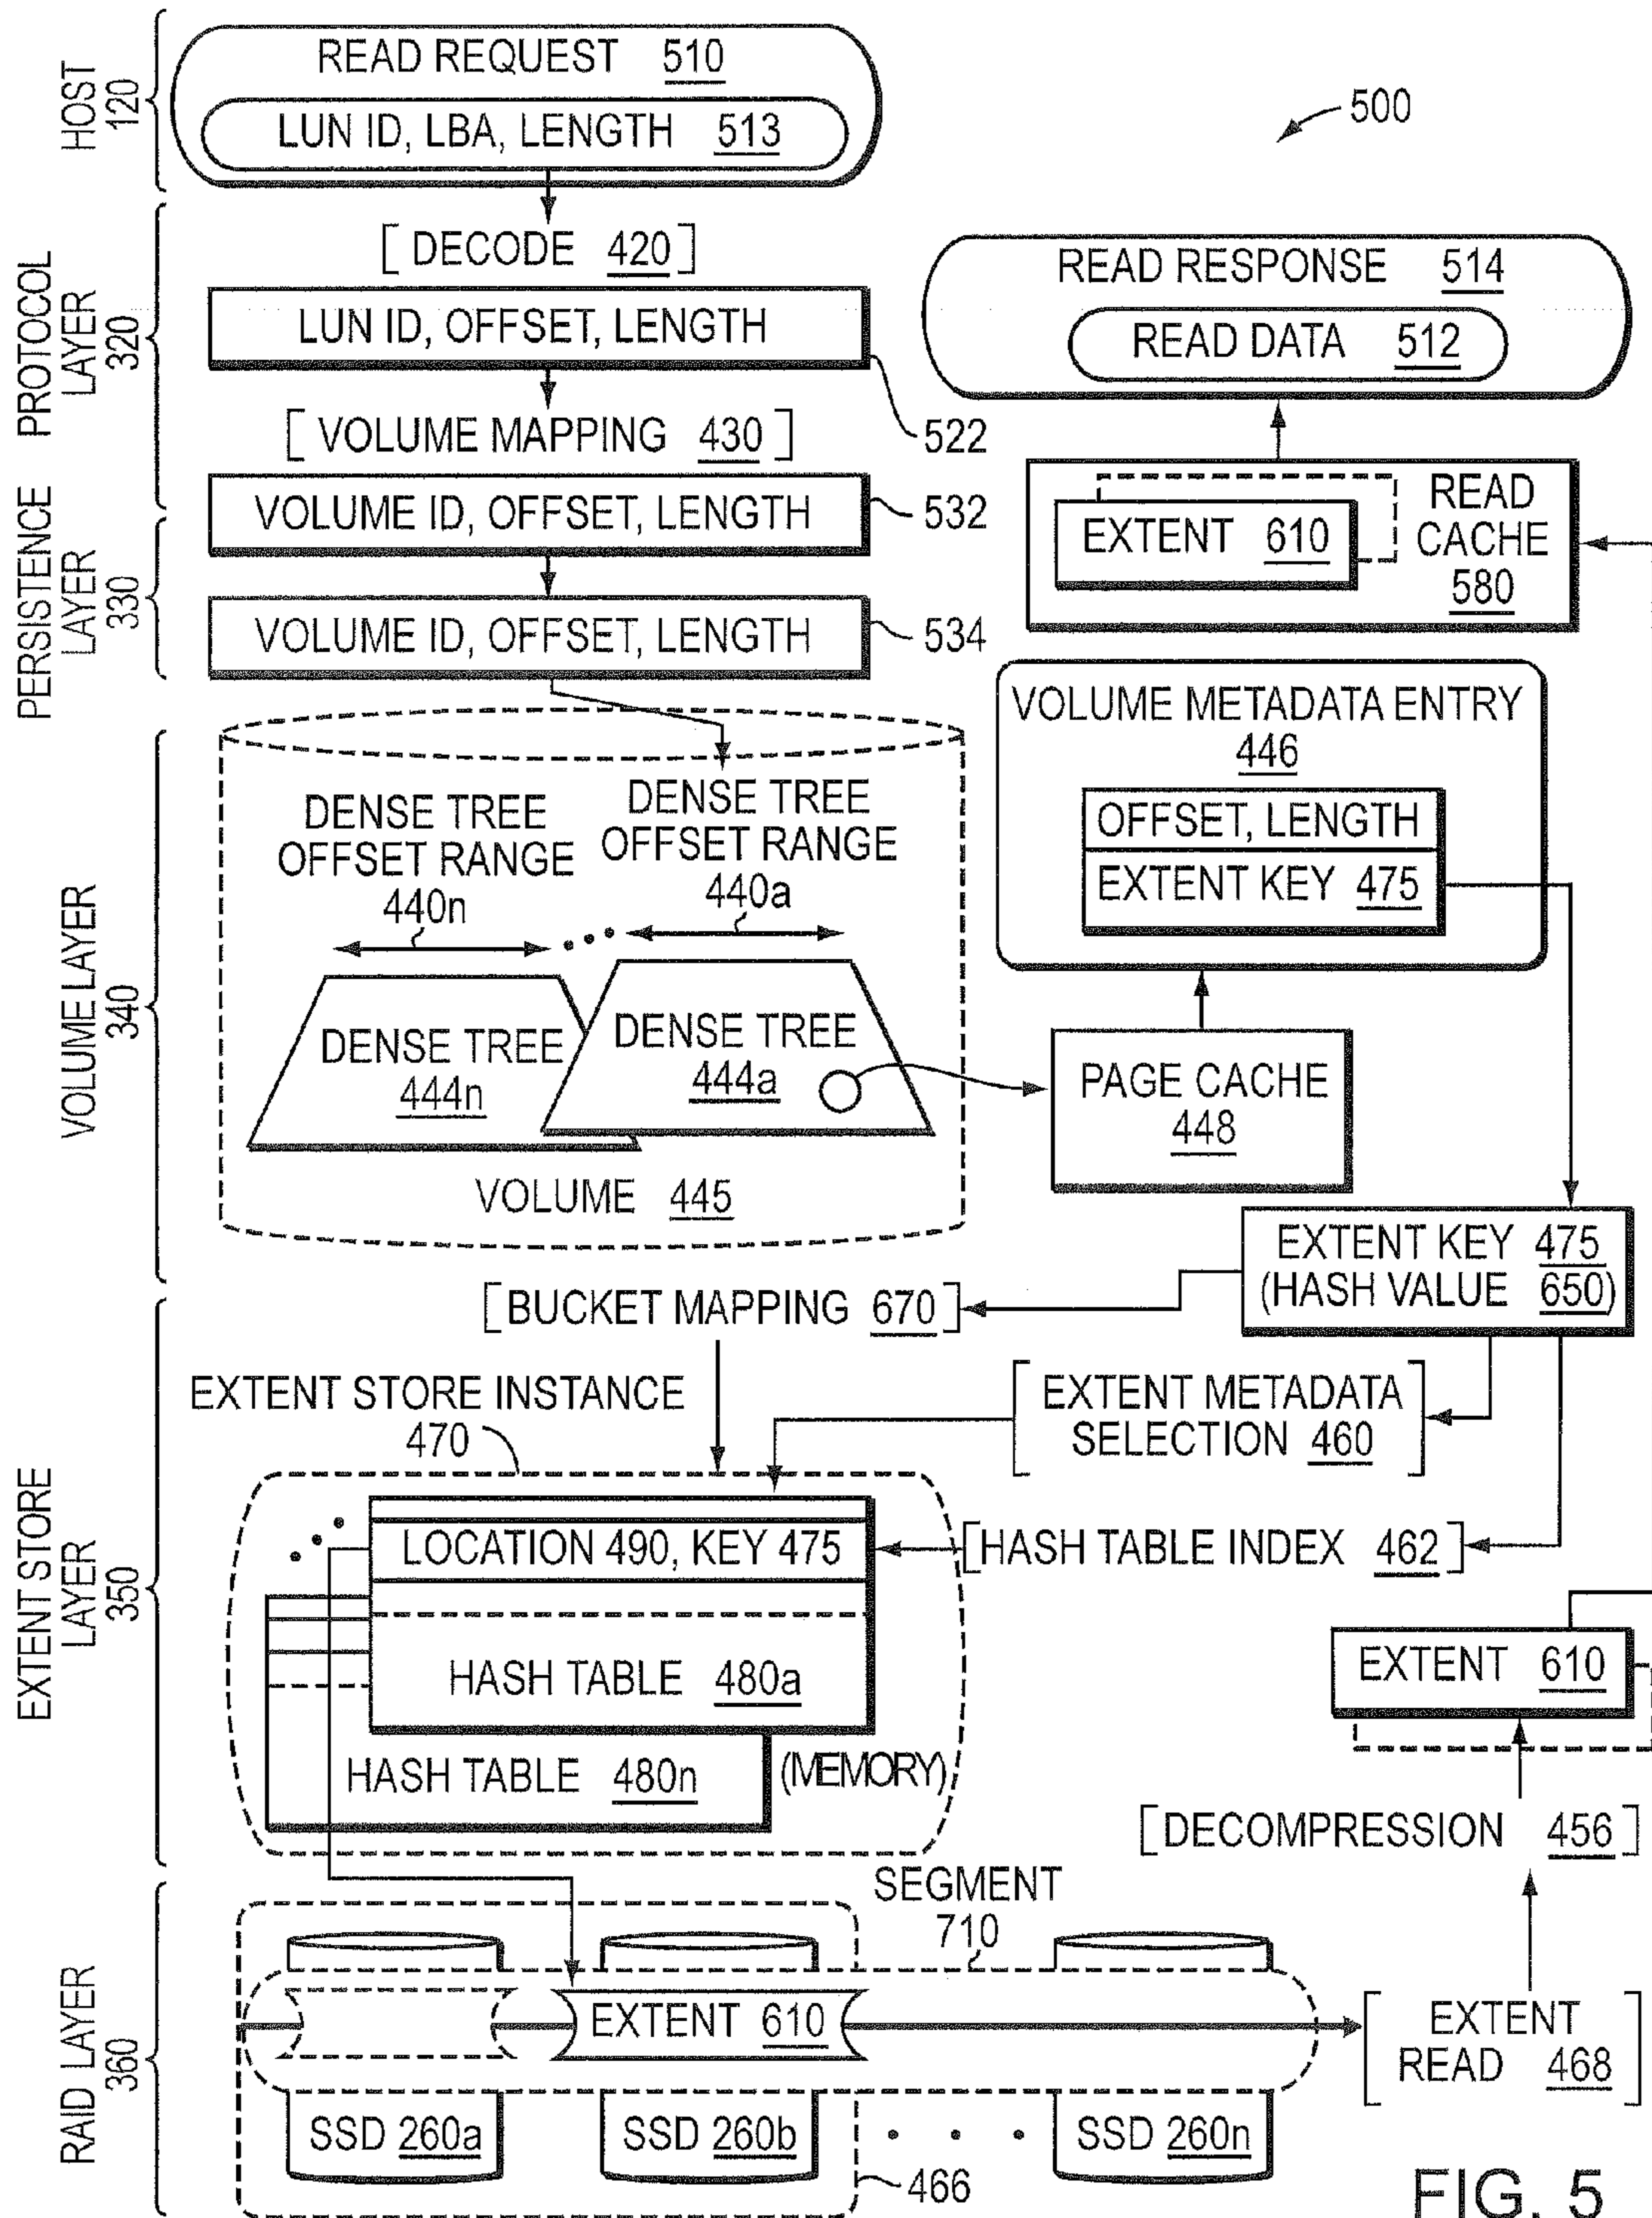 HOST
120
READ REQUEST 510
LUN ID, LBA, LENGTH 513
500
PROTOCOL
LAYER
320
[ DECODE 420 ]
LUN ID, OFFSET, LENGTH
522
[ VOLUME MAPPING 430 ]
READ RESPONSE 514
READ DATA 512
PERSISTENCE
LAYER
330
VOLUME ID, OFFSET, LENGTH
532
VOLUME ID, OFFSET, LENGTH
534
EXTENT 610
READ
CACHE
580
VOLUME LAYER
340
DENSE TREE
OFFSET RANGE
440n
DENSE TREE
OFFSET RANGE
440a
DENSE TREE
444n
DENSE TREE
444a
VOLUME 445
VOLUME METADATA ENTRY
446
OFFSET, LENGTH
EXTENT KEY 475
PAGE CACHE
448
EXTENT KEY 475
(HASH VALUE 650)
EXTENT STORE
LAYER
350
[BUCKET MAPPING 670]
EXTENT STORE INSTANCE
470
[EXTENT METADATA
SELECTION 460]
LOCATION 490, KEY 475
[HASH TABLE INDEX 462]
HASH TABLE 480a
HASH TABLE 480n
(MEMORY)
EXTENT 610
[DECOMPRESSION 456]
RAID LAYER
360
SEGMENT
710
EXTENT 610
[EXTENT
READ 468]
SSD 260a
SSD 260b
. . .
SSD 260n
466
FIG. 5